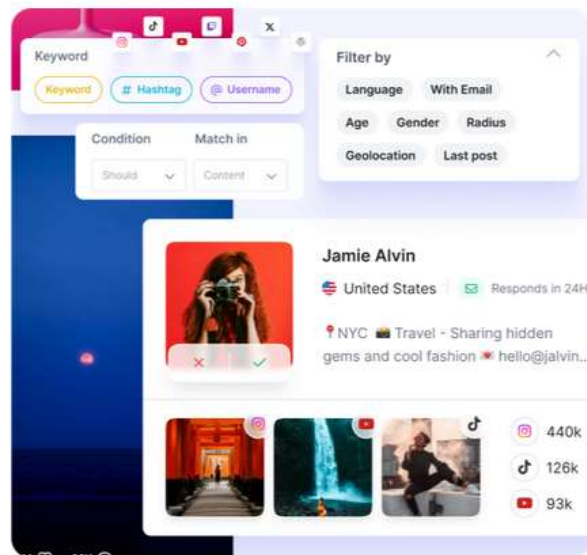 Keyword
Keyword
# Hashtag
@ Username
Condition
Match in
Should
Content
Filter by
Language
With Email
Age
Gender
Radius
Geolocation
Last post
Jamie Alvin
United States
Responds in 24H
📍NYC 📸 Travel - Sharing hidden
gems and cool fashion 💌 hello@jalvin...
440k
126k
93k